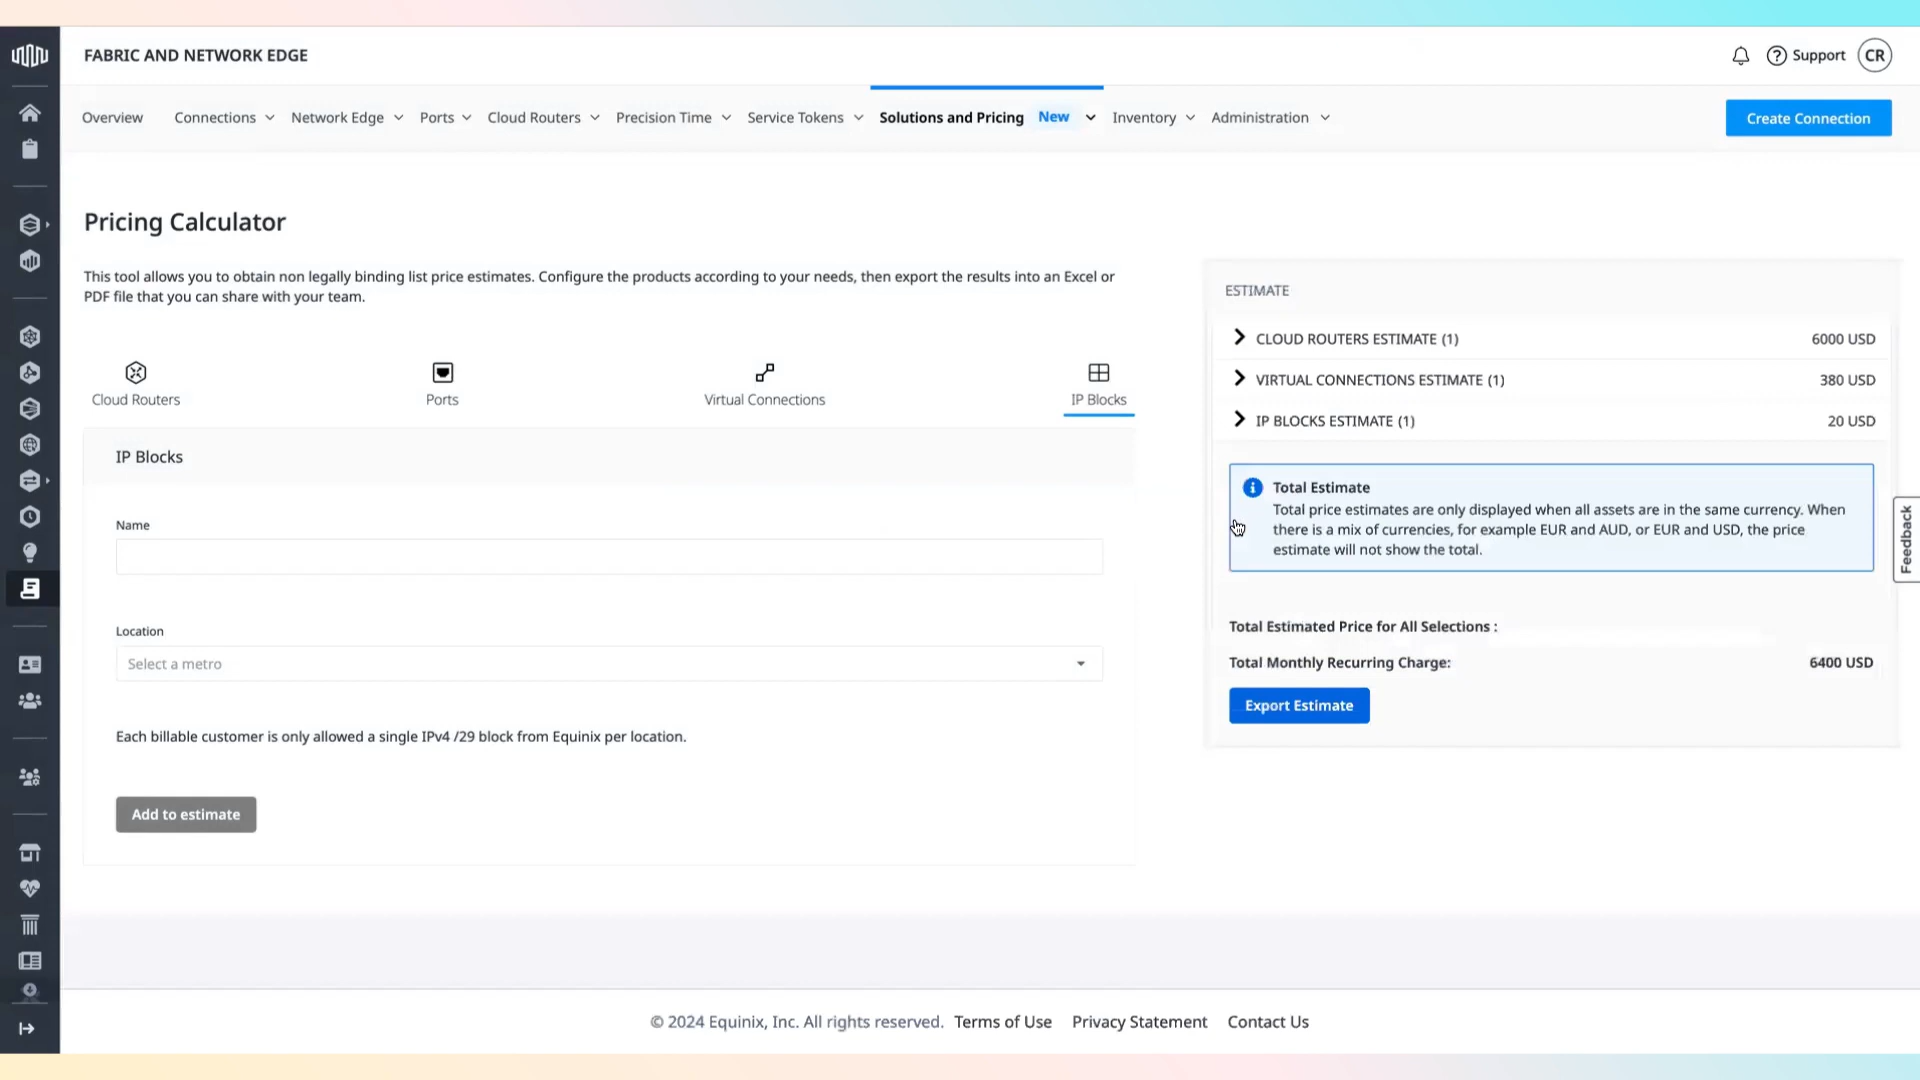 FABRIC AND NETWORK EDGE
Support
CR
Overview
Connections
Network Edge
Ports
Cloud Routers
Precision Time
Service Tokens
Solutions and Pricing New
Inventory
Administration
Create Connection
Pricing Calculator
This tool allows you to obtain non legally binding list price estimates. Configure the products according to your needs, then export the results into an Excel or
PDF file that you can share with your team.
Cloud Routers
Ports
Virtual Connections
IP Blocks
IP Blocks
Name
Location
Select a metro
Each billable customer is only allowed a single IPv4 /29 block from Equinix per location.
Add to estimate
ESTIMATE
CLOUD ROUTERS ESTIMATE (1) 6000 USD
VIRTUAL CONNECTIONS ESTIMATE (1) 380 USD
IP BLOCKS ESTIMATE (1) 20 USD
Total Estimate
Total price estimates are only displayed when all assets are in the same currency. When
there is a mix of currencies, for example EUR and AUD, or EUR and USD, the price
estimate will not show the total.
Total Estimated Price for All Selections :
Total Monthly Recurring Charge: 6400 USD
Export Estimate
Feedback
© 2024 Equinix, Inc. All rights reserved. Terms of Use Privacy Statement Contact Us